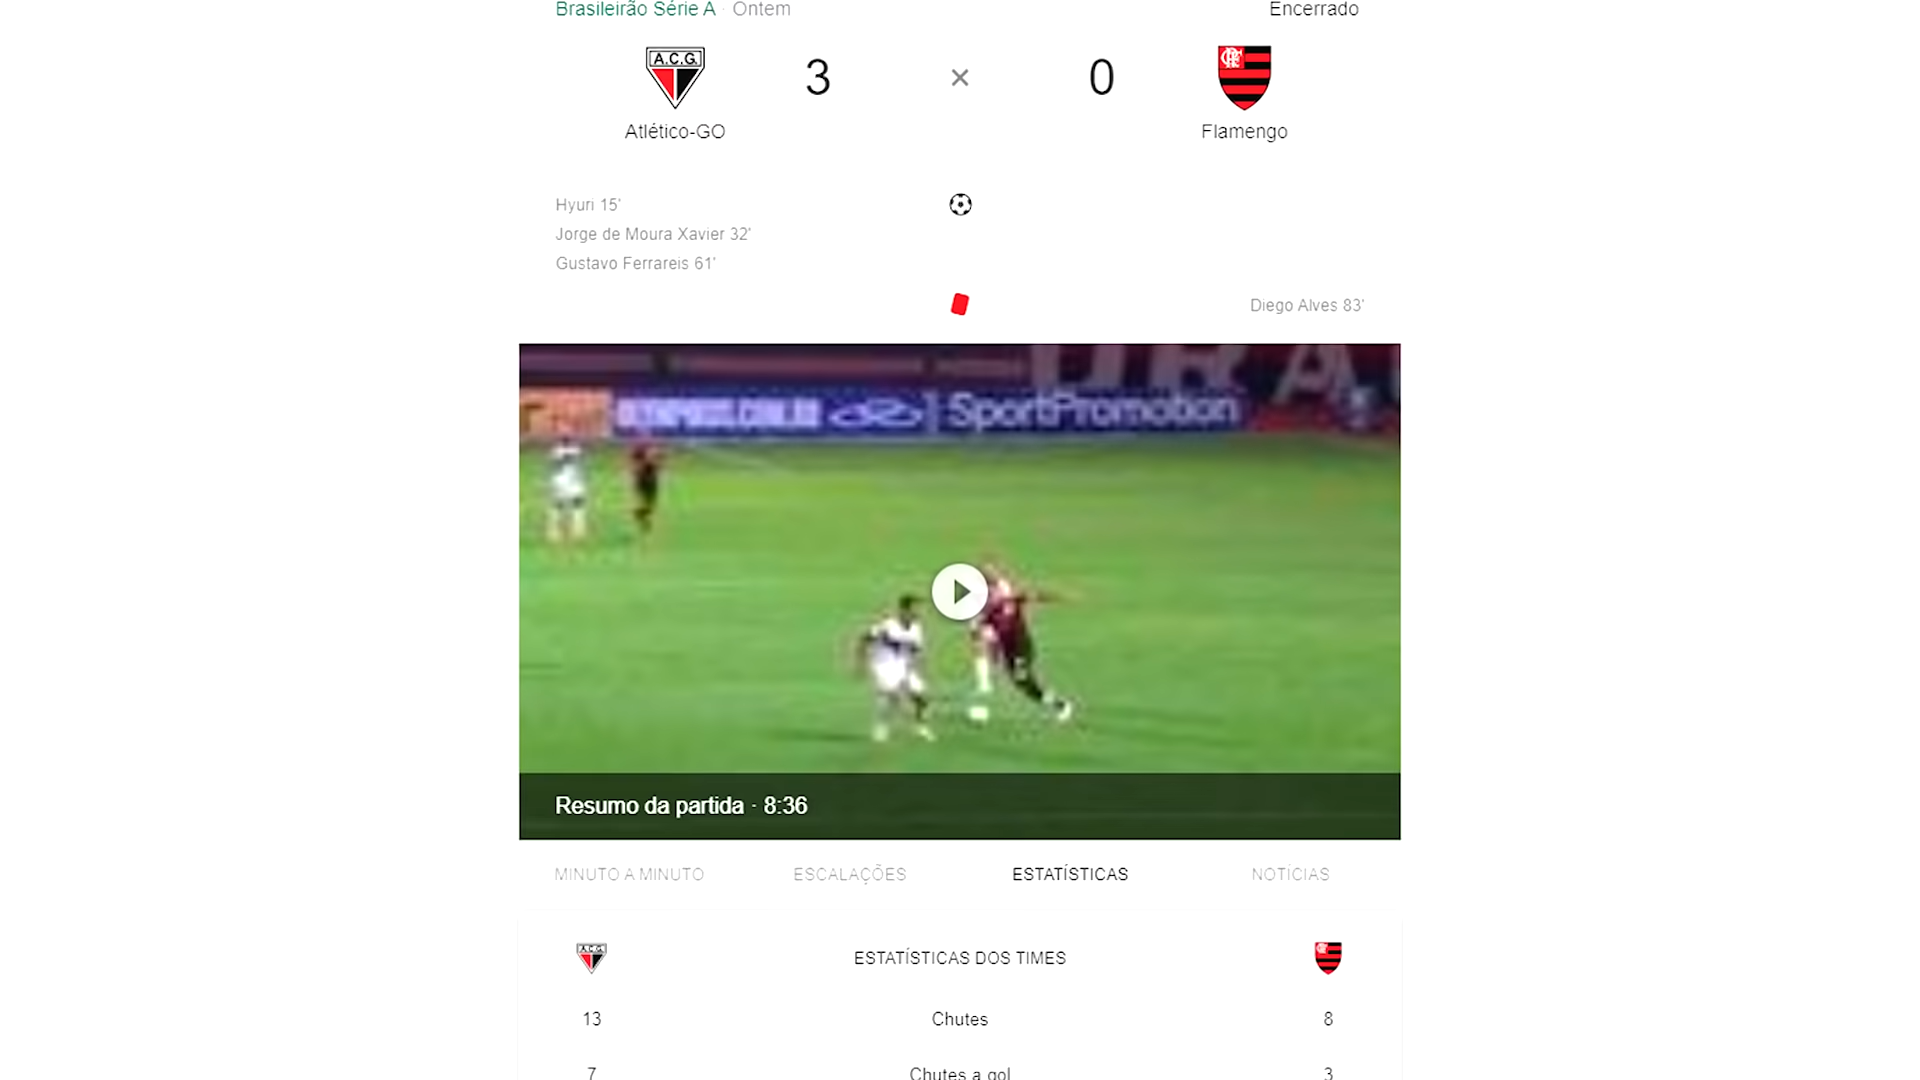 Brasileirão Série A · Ontem Encerrado
A.C.G.
3 × 0
Atlético-GO Flamengo
Hyuri 15'
Jorge de Moura Xavier 32'
Gustavo Ferrareis 61'
Diego Alves 83'
SportPromotion
Resumo da partida · 8:36
MINUTO A MINUTO ESCALAÇÕES ESTATÍSTICAS NOTÍCIAS
A.C.G. ESTATÍSTICAS DOS TIMES
13 Chutes 8
7 Chutes a gol 3